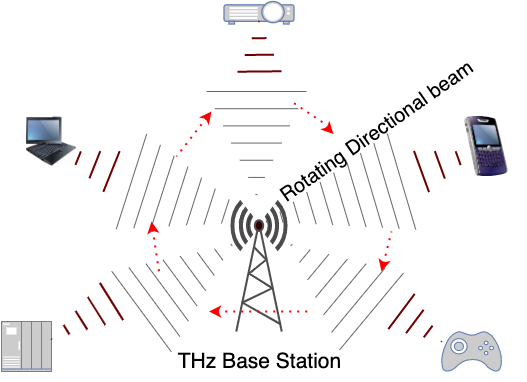 Rotating Directional beam
THz Base Station